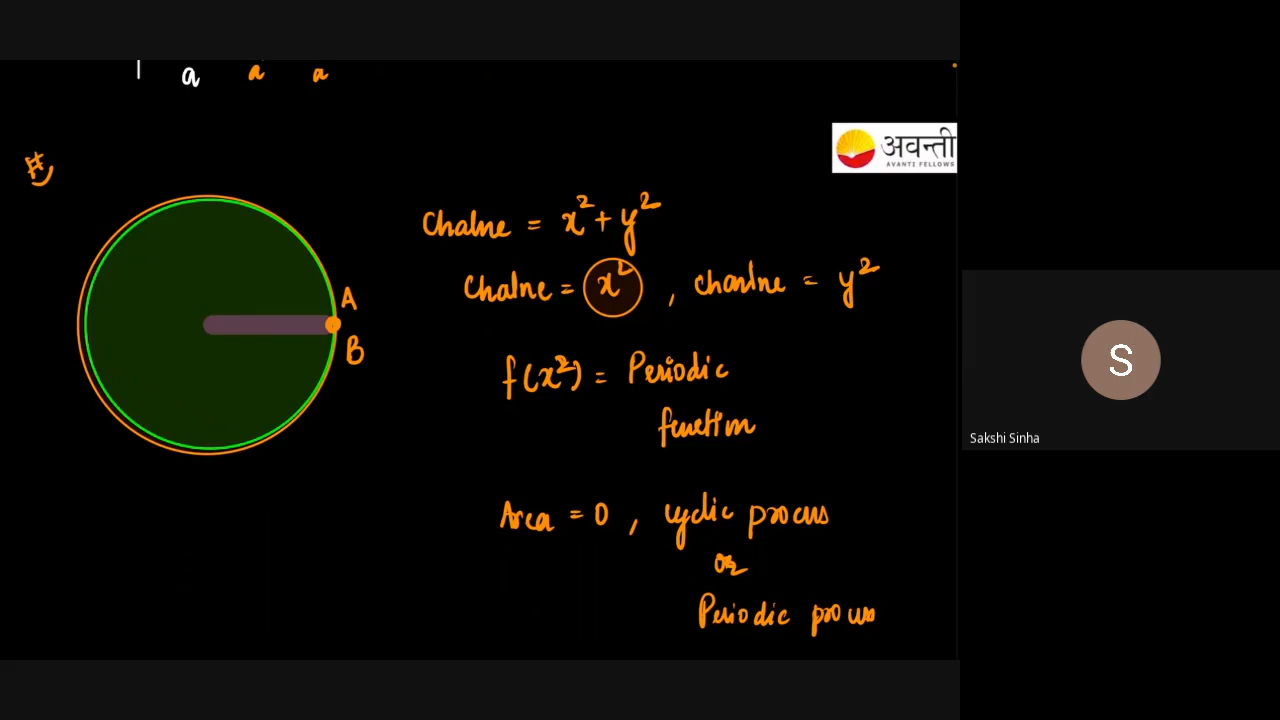 a a a
#
अवन्ती
AVANTI FELLOWS
Chalne = x² + y²
Chalne = x² , chanlne = y²
A
B
f(x²) = Periodic
function
Area = 0 , cyclic process
or
Periodic process
S
Sakshi Sinha